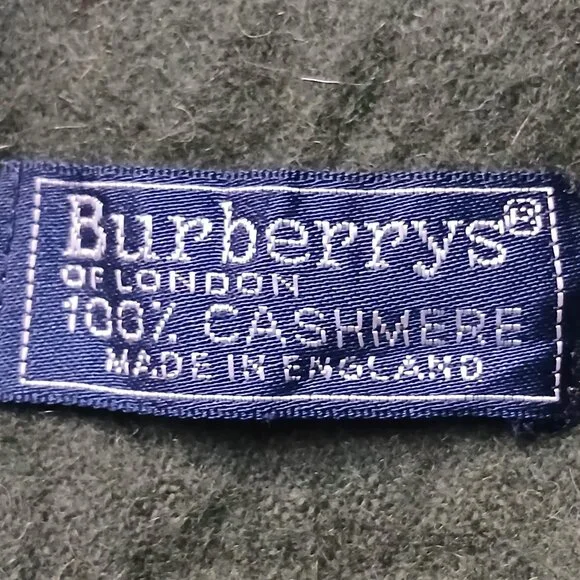 Burberrys®
OF LONDON
100% CASHMERE
MADE IN ENGLAND